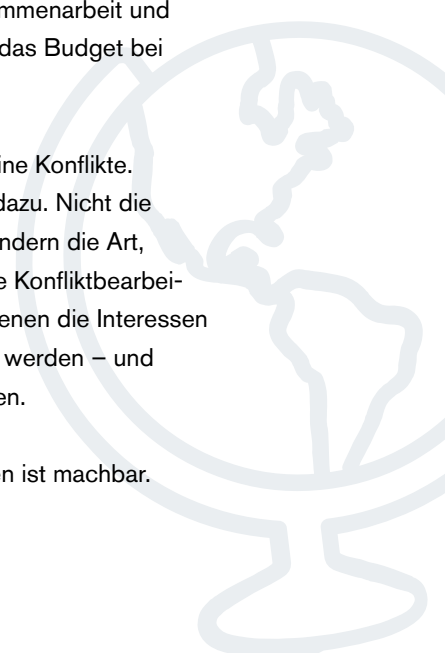 mmenarbeit und
das Budget bei
ine Konflikte.
dazu. Nicht die
ndern die Art,
e Konfliktbearbei-
enen die Interessen
werden – und
en.
n ist machbar.